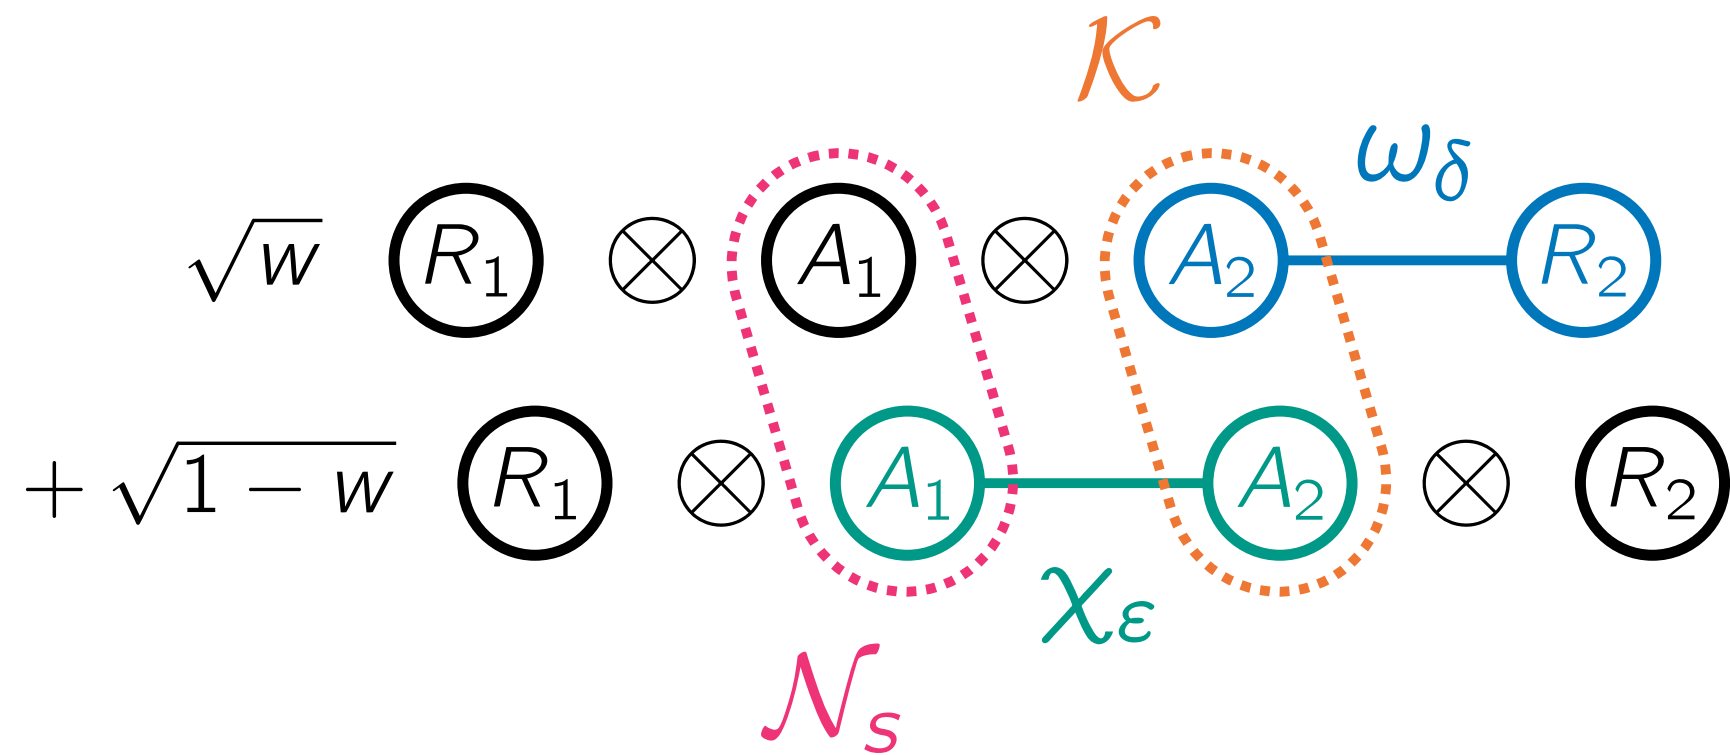 𝒦
ω_δ
√w R₁ ⊗ A₁ ⊗ A₂ R₂
+ √(1 − w) R₁ ⊗ A₁ A₂ ⊗ R₂
χ_ε
𝒩_s